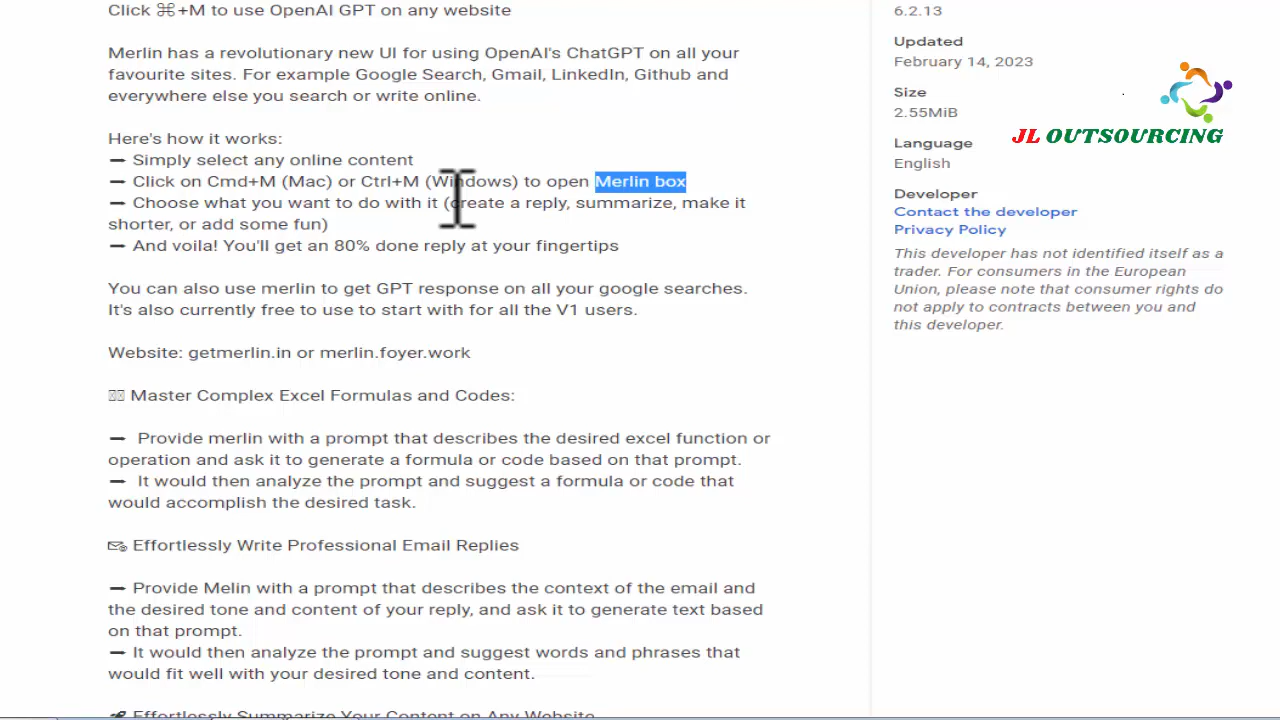 Click ⌘+M to use OpenAI GPT on any website
Merlin has a revolutionary new UI for using OpenAI's ChatGPT on all your
favourite sites. For example Google Search, Gmail, LinkedIn, Github and
everywhere else you search or write online.
Here's how it works:
— Simply select any online content
— Click on Cmd+M (Mac) or Ctrl+M (Windows) to open Merlin box
— Choose what you want to do with it (create a reply, summarize, make it
shorter, or add some fun)
— And voila! You'll get an 80% done reply at your fingertips
You can also use merlin to get GPT response on all your google searches.
It's also currently free to use to start with for all the V1 users.
Website: getmerlin.in or merlin.foyer.work
Master Complex Excel Formulas and Codes:
— Provide merlin with a prompt that describes the desired excel function or
operation and ask it to generate a formula or code based on that prompt.
— It would then analyze the prompt and suggest a formula or code that
would accomplish the desired task.
Effortlessly Write Professional Email Replies
— Provide Melin with a prompt that describes the context of the email and
the desired tone and content of your reply, and ask it to generate text based
on that prompt.
— It would then analyze the prompt and suggest words and phrases that
would fit well with your desired tone and content.
Effortlessly Summarize Your Content on Any Website
6.2.13
Updated
February 14, 2023
Size
2.55MiB
Language
English
Developer
Contact the developer
Privacy Policy
This developer has not identified itself as a
trader. For consumers in the European
Union, please note that consumer rights do
not apply to contracts between you and
this developer.
JL OUTSOURCING